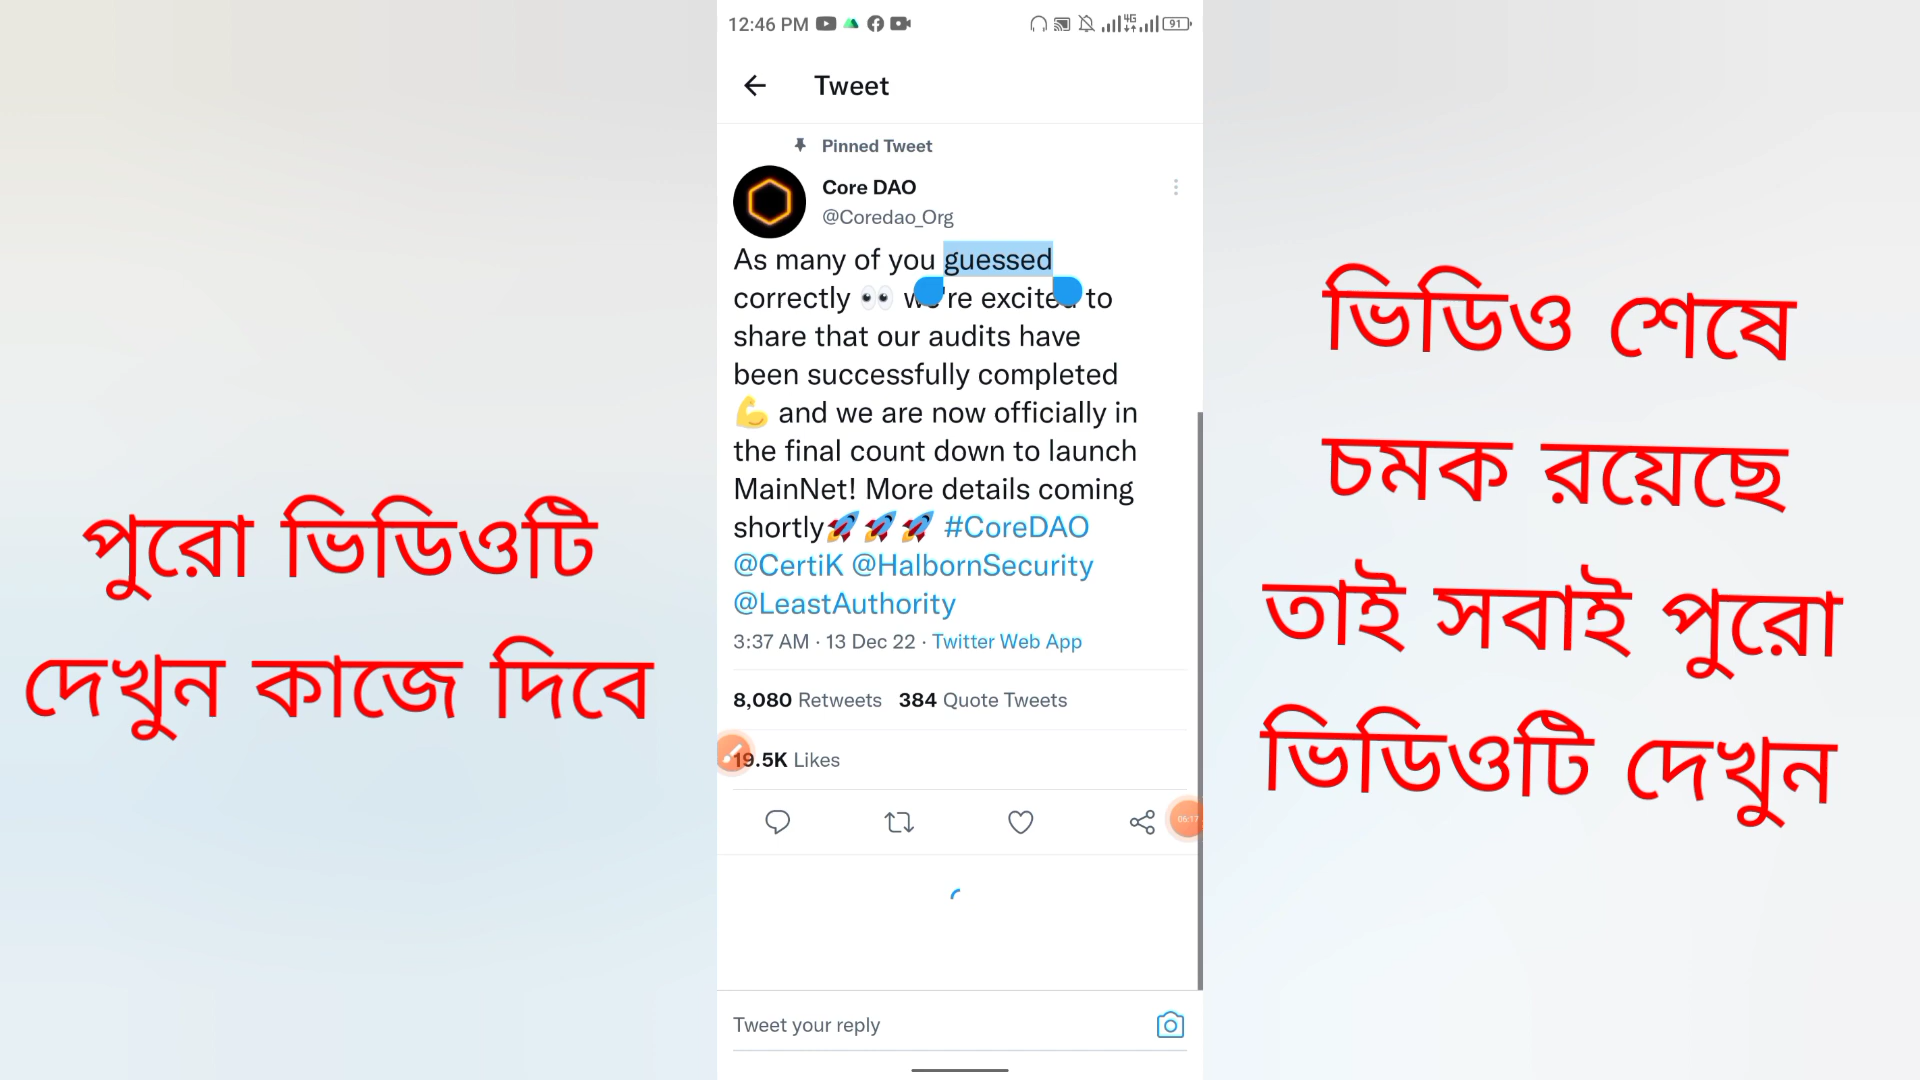 পুরো ভিডিওটি
দেখুন কাজে দিবে
12:46 PM
4G
91
Tweet
Pinned Tweet
Core DAO
@Coredao_Org
As many of you guessed
correctly 👀 we're excited to
share that our audits have
been successfully completed
💪 and we are now officially in
the final count down to launch
MainNet! More details coming
shortly🚀🚀🚀 #CoreDAO
@CertiK @HalbornSecurity
@LeastAuthority
3:37 AM · 13 Dec 22 · Twitter Web App
8,080 Retweets 384 Quote Tweets
19.5K Likes
Tweet your reply
ভিডিও শেষে
চমক রয়েছে
তাই সবাই পুরো
ভিডিওটি দেখুন